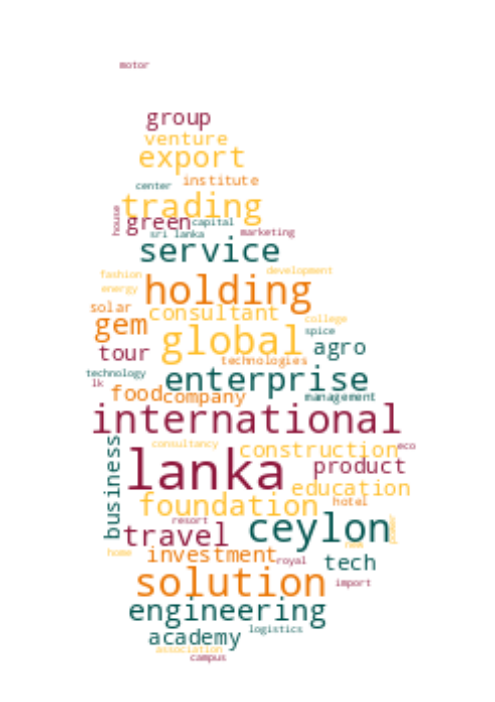 motor
group
venture
export
center institute
trading
house green capital
sri lanka marketing
service
fashion development
energy holding
solar consultant
gem college
global spice
tour agro
technologies
technology enterprise
lk food company management
international
consultancy eco
business construction
lanka product
education
foundation hotel
resort ceylon power
travel
home investment
royal tech
solution import
engineering
academy logistics
association
campus